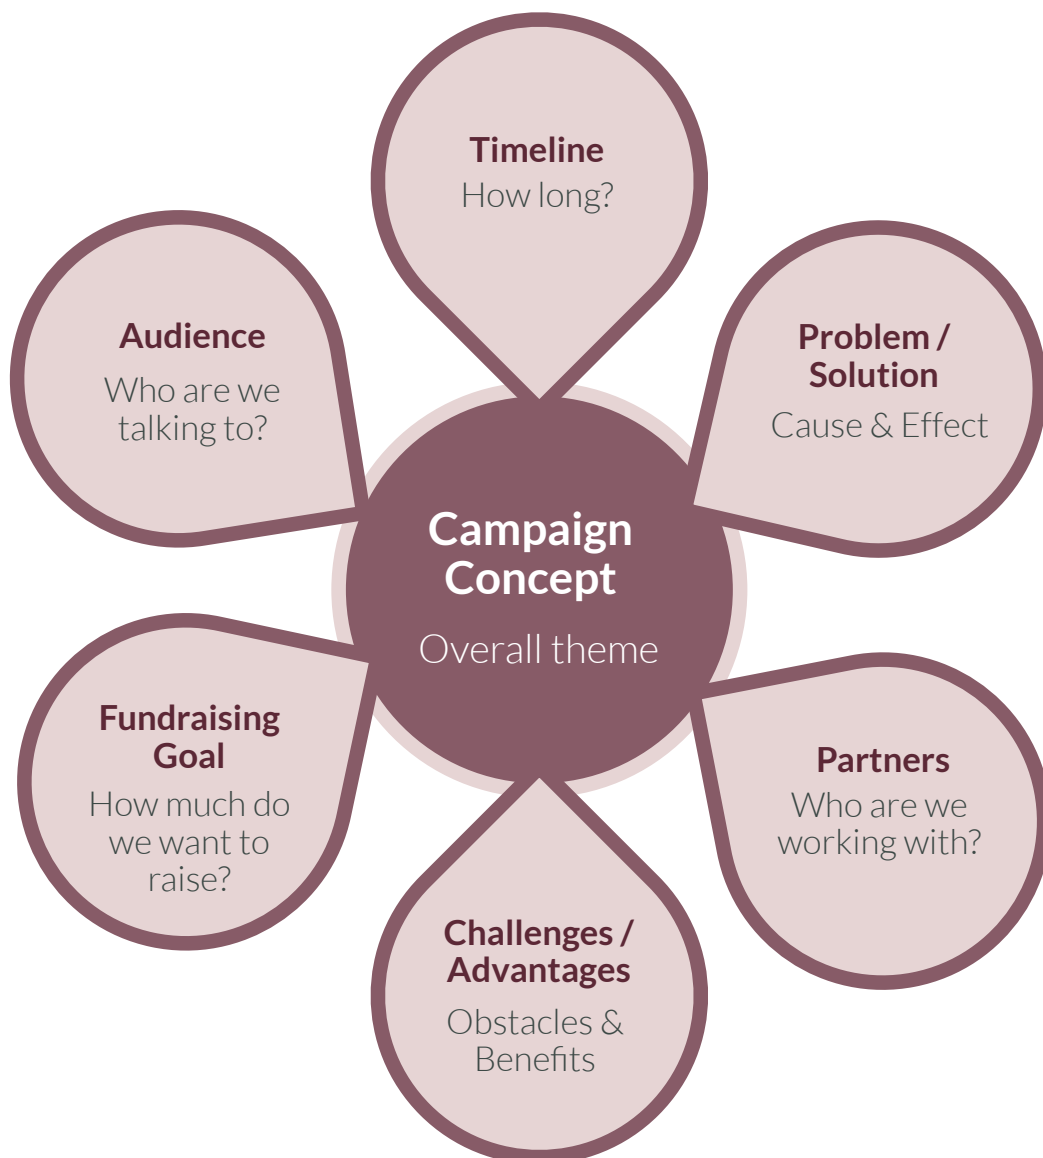 Timeline
How long?
Problem /
Solution
Cause & Effect
Audience
Who are we
talking to?
Campaign
Concept
Overall theme
Fundraising
Goal
How much do
we want to
raise?
Partners
Who are we
working with?
Challenges /
Advantages
Obstacles &
Benefits